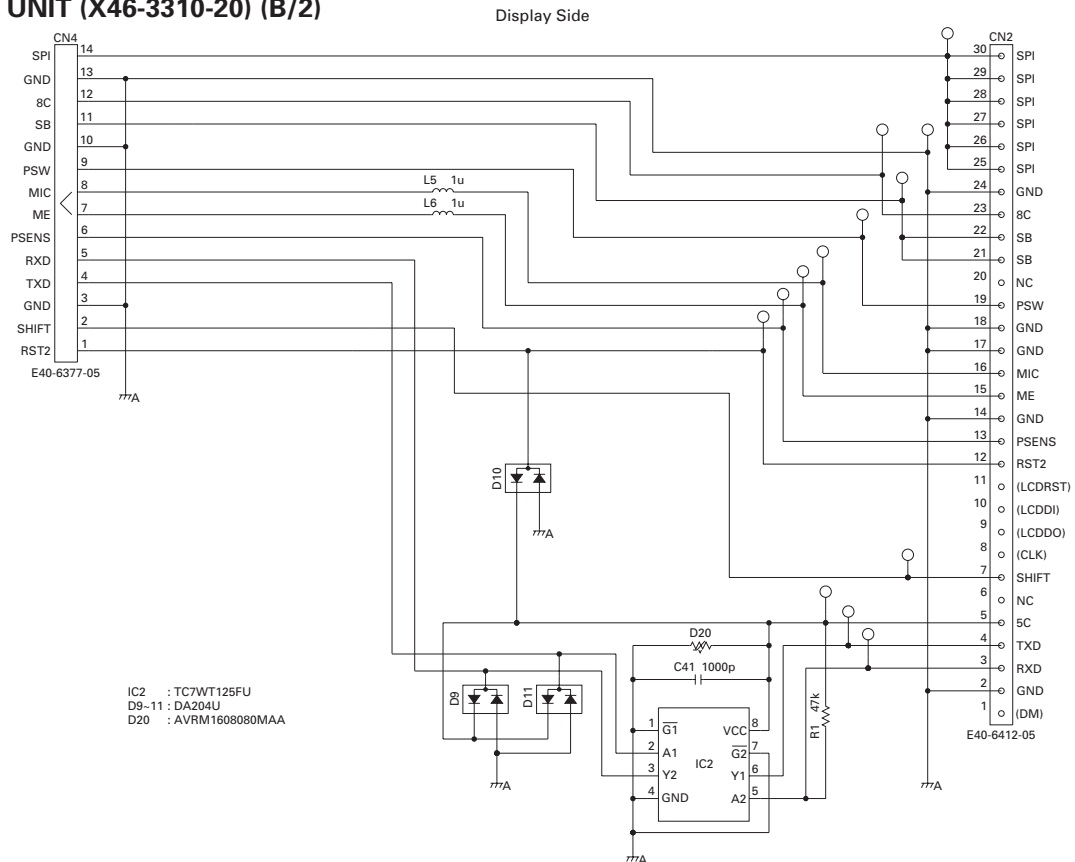 UNIT (X46-3310-20) (B/2)
Display Side
CN4
SPI 14
GND 13
8C 12
SB 11
GND 10
PSW 9
MIC 8
ME 7
PSENS 6
RXD 5
TXD 4
GND 3
SHIFT 2
RST2 1
E40-6377-05
A
L5 1u
L6 1u
CN2
30 SPI
29 SPI
28 SPI
27 SPI
26 SPI
25 SPI
24 GND
23 8C
22 SB
21 SB
20 NC
19 PSW
18 GND
17 GND
16 MIC
15 ME
14 GND
13 PSENS
12 RST2
11 (LCDRST)
10 (LCDDI)
9 (LCDDO)
8 (CLK)
7 SHIFT
6 NC
5 5C
4 TXD
3 RXD
2 GND
1 (DM)
E40-6412-05
A
D10
A
D20
C41 1000p
D9
D11
A
R1 47k
1 G1
2 A1
3 Y2
4 GND
IC2
VCC 8
G2 7
Y1 6
A2 5
A
IC2 : TC7WT125FU
D9~11 : DA204U
D20 : AVRM1608080MAA